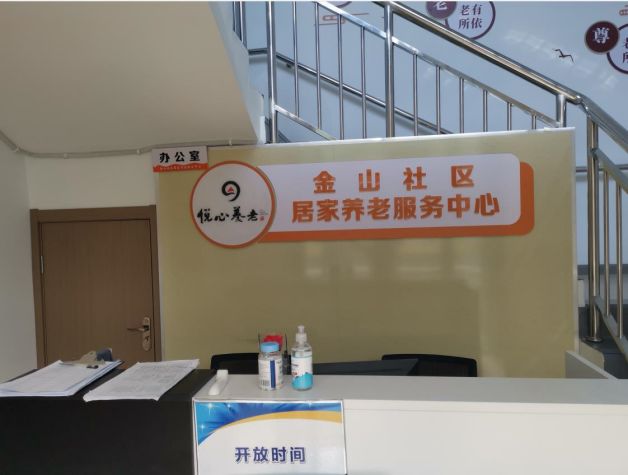 老有
所依
尊
办公室
悦心养老
金山社区
居家养老服务中心
开放时间